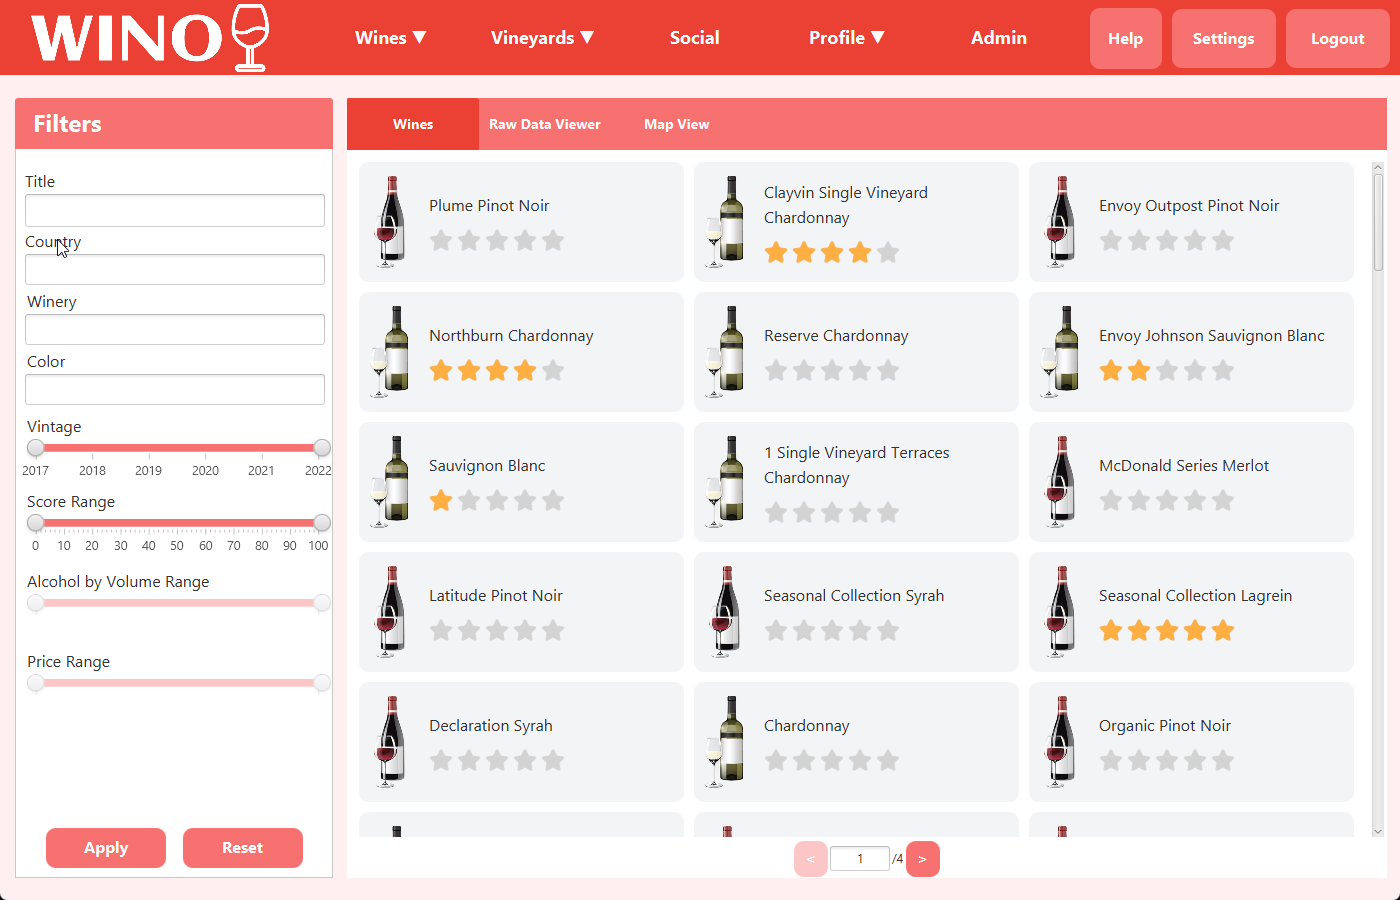 WINO
Wines ▼
Vineyards ▼
Social
Profile ▼
Admin
Help
Settings
Logout
Filters
Title
Country
Winery
Color
Vintage
2017 2018 2019 2020 2021 2022
Score Range
0 10 20 30 40 50 60 70 80 90 100
Alcohol by Volume Range
Price Range
Apply
Reset
Wines
Raw Data Viewer
Map View
Plume Pinot Noir
Clayvin Single Vineyard
Chardonnay
Envoy Outpost Pinot Noir
Northburn Chardonnay
Reserve Chardonnay
Envoy Johnson Sauvignon Blanc
Sauvignon Blanc
1 Single Vineyard Terraces
Chardonnay
McDonald Series Merlot
Latitude Pinot Noir
Seasonal Collection Syrah
Seasonal Collection Lagrein
Declaration Syrah
Chardonnay
Organic Pinot Noir
< 1 /4 >